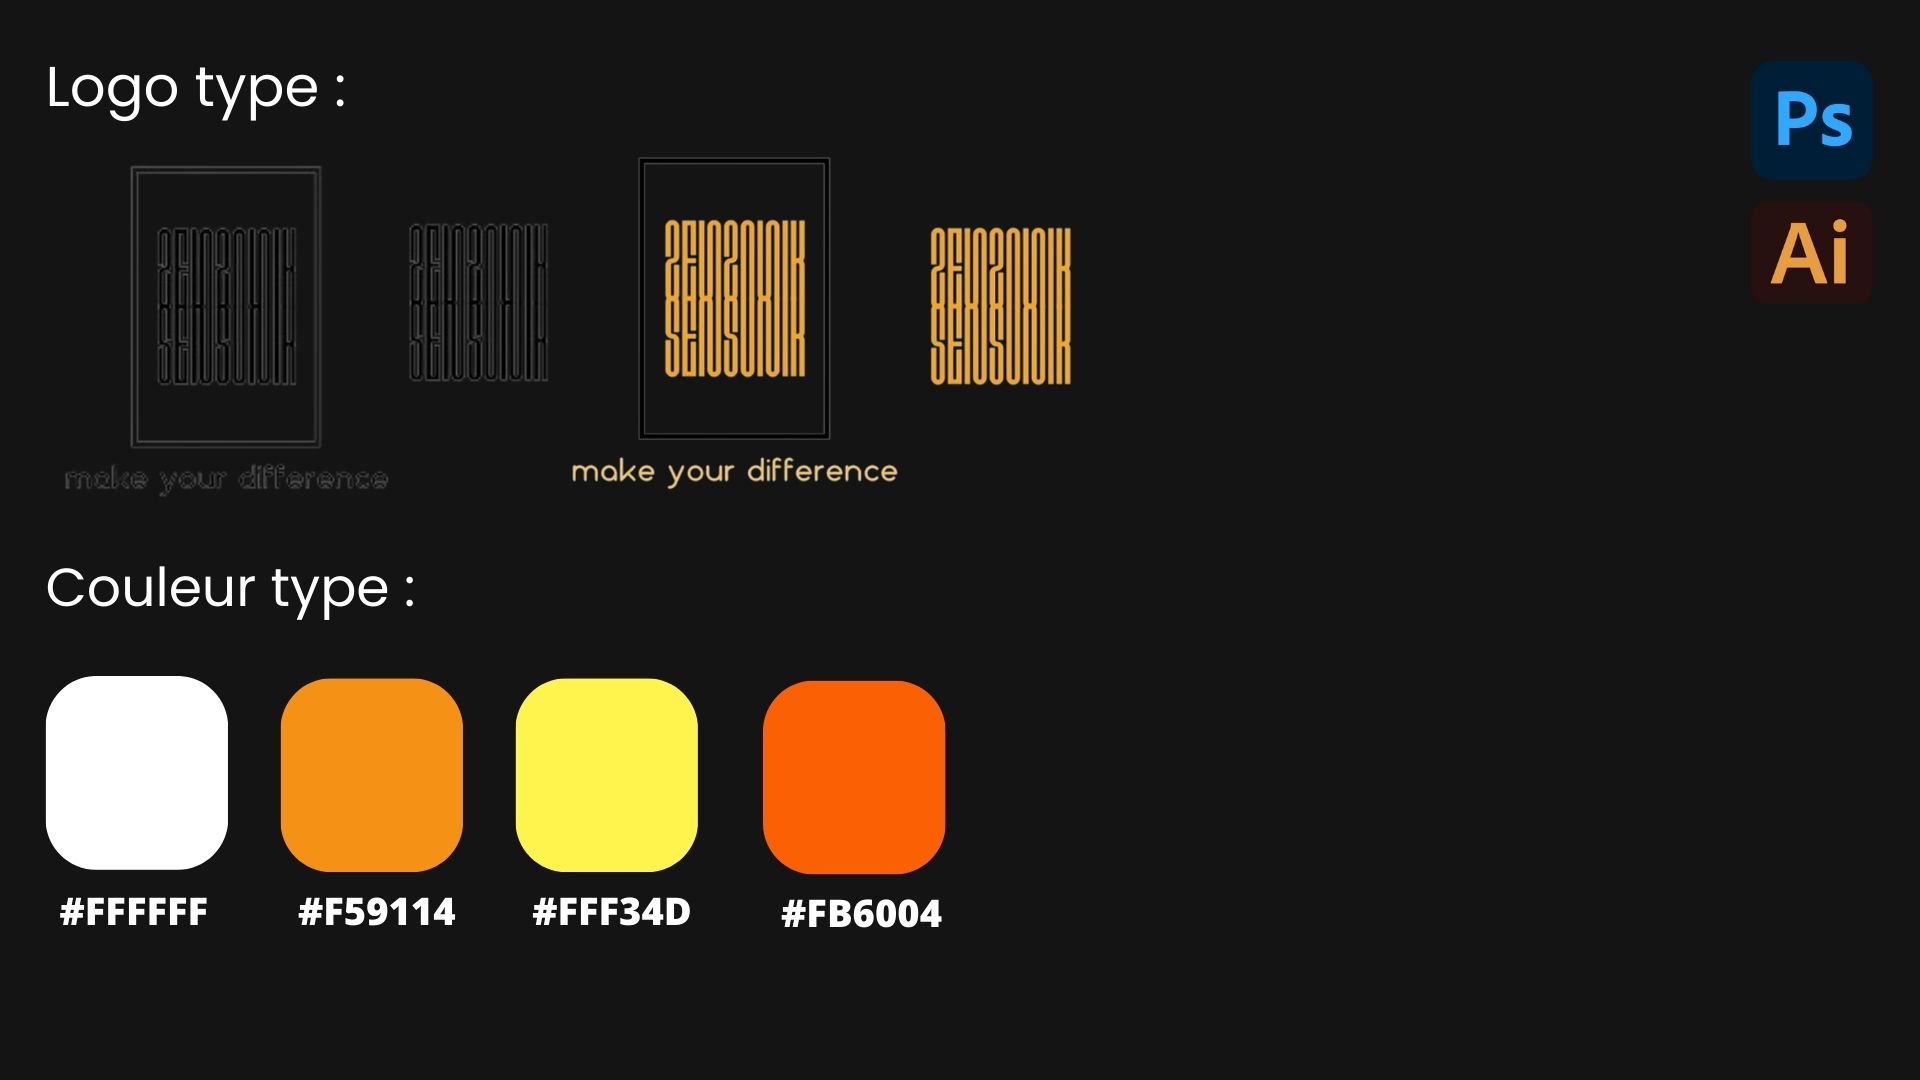 Logo type :
Ps
Ai
make your difference
make your difference
Couleur type :
#FFFFFF
#F59114
#FFF34D
#FB6004